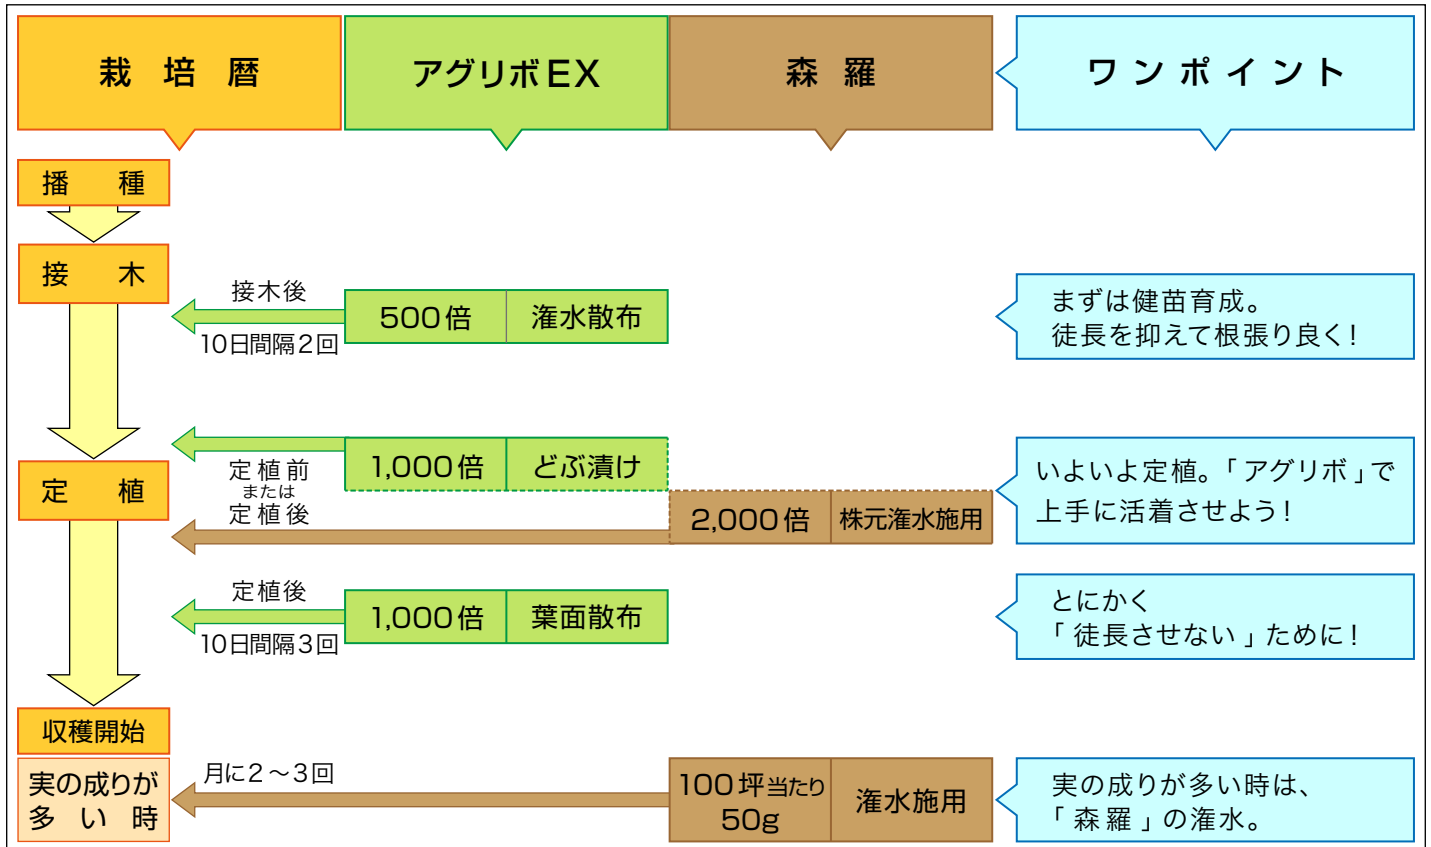 栽培暦
アグリボEX
森羅
ワンポイント
播種
接木
接木後
10日間隔2回
500倍
潅水散布
まずは健苗育成。
徒長を抑えて根張り良く!
定植
定植前
または
定植後
1,000倍
どぶ漬け
2,000倍
株元潅水施用
いよいよ定植。「アグリボ」で
上手に活着させよう!
定植後
10日間隔3回
1,000倍
葉面散布
とにかく
「徒長させない」ために!
収穫開始
実の成りが
多い時
月に2〜3回
100坪当たり
50g
潅水施用
実の成りが多い時は、
「森羅」の潅水。